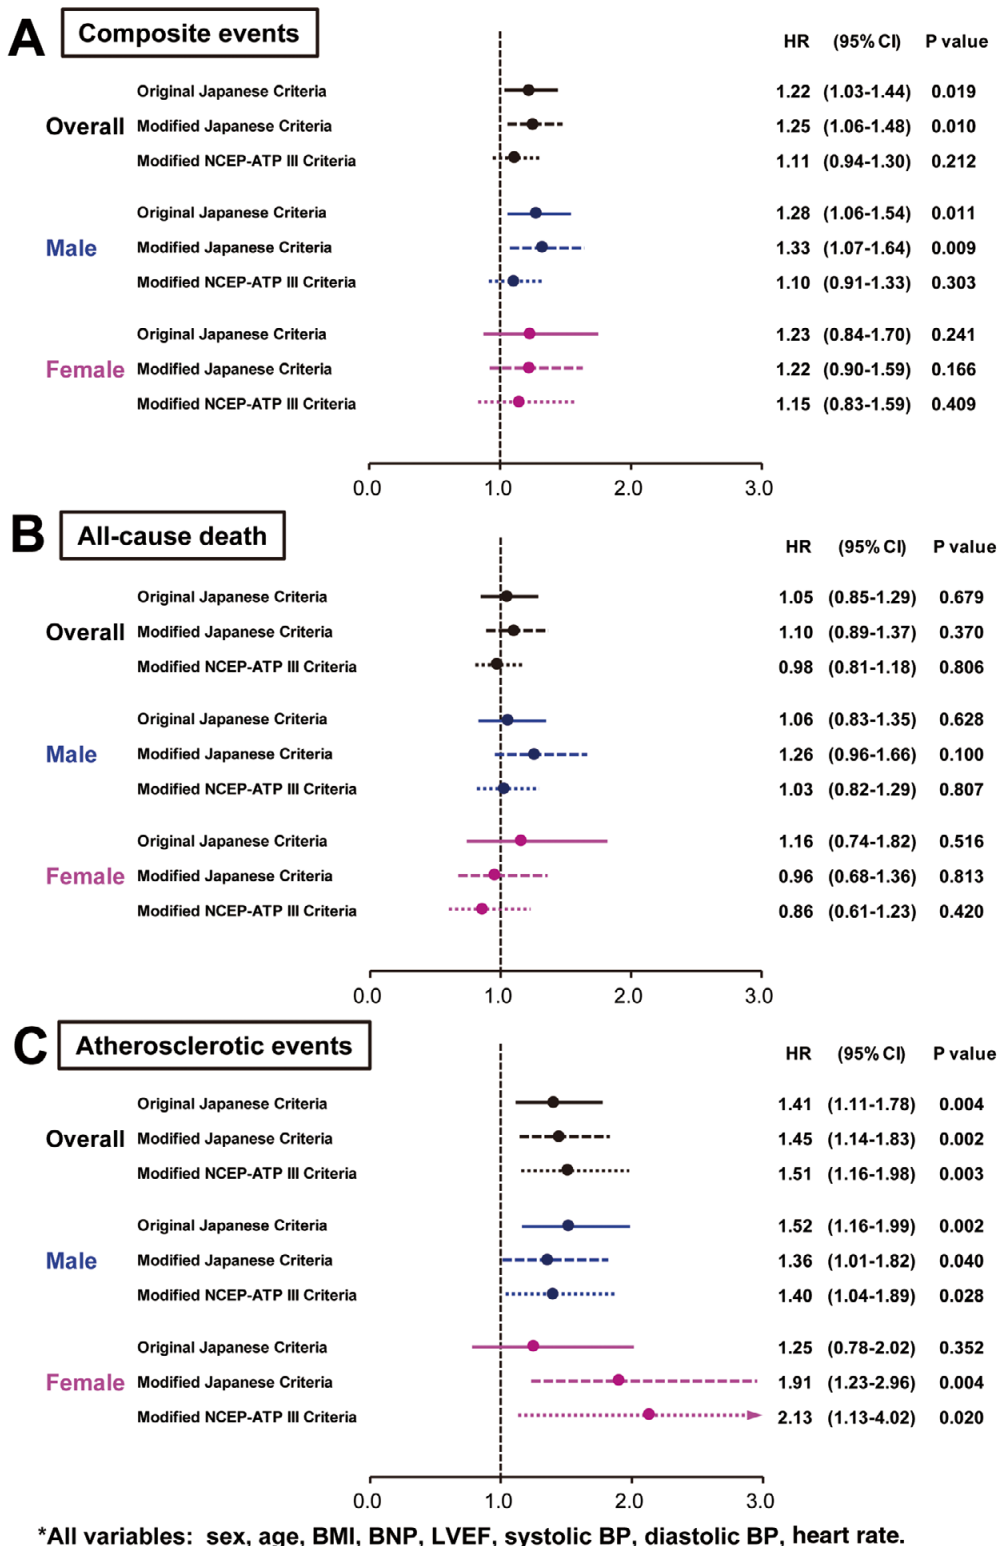 A Composite events
HR (95% CI) P value
Original Japanese Criteria 1.22 (1.03-1.44) 0.019
Overall Modified Japanese Criteria 1.25 (1.06-1.48) 0.010
Modified NCEP-ATP III Criteria 1.11 (0.94-1.30) 0.212
Original Japanese Criteria 1.28 (1.06-1.54) 0.011
Male Modified Japanese Criteria 1.33 (1.07-1.64) 0.009
Modified NCEP-ATP III Criteria 1.10 (0.91-1.33) 0.303
Original Japanese Criteria 1.23 (0.84-1.70) 0.241
Female Modified Japanese Criteria 1.22 (0.90-1.59) 0.166
Modified NCEP-ATP III Criteria 1.15 (0.83-1.59) 0.409
0.0 1.0 2.0 3.0
B All-cause death
HR (95% CI) P value
Original Japanese Criteria 1.05 (0.85-1.29) 0.679
Overall Modified Japanese Criteria 1.10 (0.89-1.37) 0.370
Modified NCEP-ATP III Criteria 0.98 (0.81-1.18) 0.806
Original Japanese Criteria 1.06 (0.83-1.35) 0.628
Male Modified Japanese Criteria 1.26 (0.96-1.66) 0.100
Modified NCEP-ATP III Criteria 1.03 (0.82-1.29) 0.807
Original Japanese Criteria 1.16 (0.74-1.82) 0.516
Female Modified Japanese Criteria 0.96 (0.68-1.36) 0.813
Modified NCEP-ATP III Criteria 0.86 (0.61-1.23) 0.420
0.0 1.0 2.0 3.0
C Atherosclerotic events
HR (95% CI) P value
Original Japanese Criteria 1.41 (1.11-1.78) 0.004
Overall Modified Japanese Criteria 1.45 (1.14-1.83) 0.002
Modified NCEP-ATP III Criteria 1.51 (1.16-1.98) 0.003
Original Japanese Criteria 1.52 (1.16-1.99) 0.002
Male Modified Japanese Criteria 1.36 (1.01-1.82) 0.040
Modified NCEP-ATP III Criteria 1.40 (1.04-1.89) 0.028
Original Japanese Criteria 1.25 (0.78-2.02) 0.352
Female Modified Japanese Criteria 1.91 (1.23-2.96) 0.004
Modified NCEP-ATP III Criteria 2.13 (1.13-4.02) 0.020
0.0 1.0 2.0 3.0
*All variables: sex, age, BMI, BNP, LVEF, systolic BP, diastolic BP, heart rate.